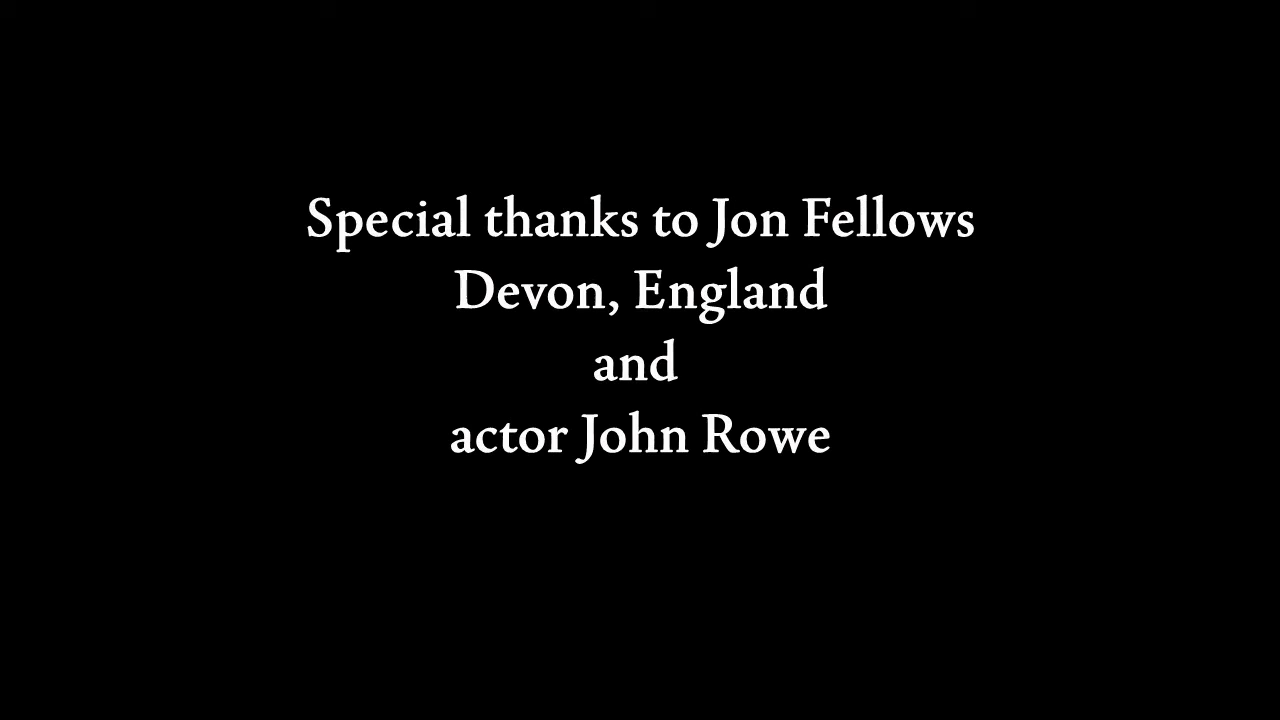 Special thanks to Jon Fellows
Devon, England
and
actor John Rowe